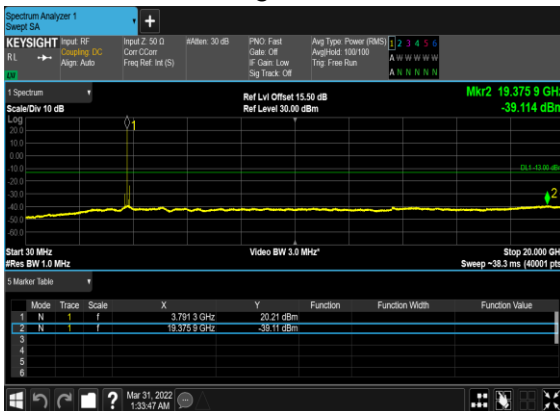 Spectrum Analyzer 1
Swept SA
+
KEYSIGHT Input: RF Input Z: 50 Ω #Atten: 30 dB PNO: Fast Avg Type: Power (RMS) 1 2 3 4 5 6
RL Coupling: DC Corr CCorr Gate: Off Avg|Hold: 100/100 A W W W W W
Align: Auto Freq Ref: Int (S) IF Gain: Low Trig: Free Run
LV Sig Track: Off A N N N N N
1 Spectrum Ref Lvl Offset 15.50 dB Mkr2 19.375 9 GHz
Scale/Div 10 dB Ref Level 30.00 dBm -39.114 dBm
Log
1
20.0
10.0
0.00
-10.0 DL1 -13.00 dBm
-20.0
-30.0 2
-40.0
-50.0
-60.0
Start 30 MHz Video BW 3.0 MHz* Stop 20.000 GH
#Res BW 1.0 MHz Sweep ~38.3 ms (40001 pts
5 Marker Table
Mode Trace Scale X Y Function Function Width Function Value
1 N 1 f 3.791 3 GHz 20.21 dBm
2 N 1 f 19.375 9 GHz -39.11 dBm
3
4
5
6
? Mar 31, 2022
1:33:47 AM